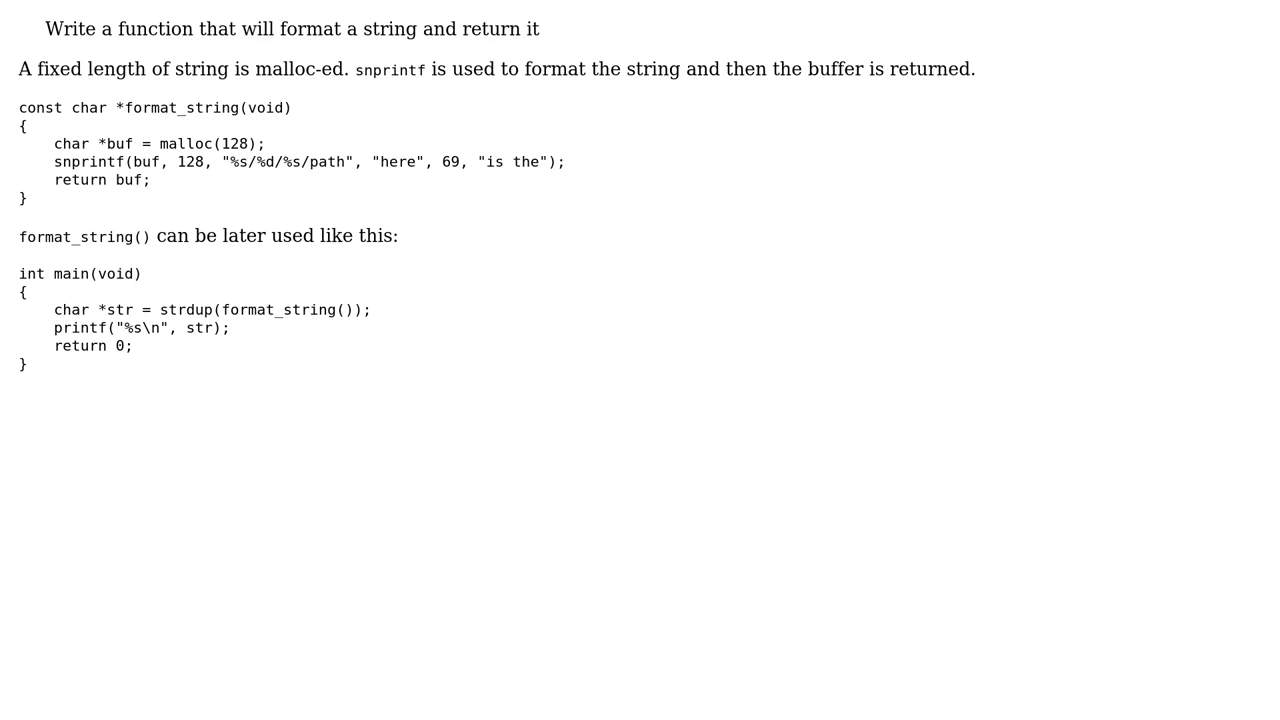 Write a function that will format a string and return it
A fixed length of string is malloc-ed. snprintf is used to format the string and then the buffer is returned.
const char *format_string(void)
{
    char *buf = malloc(128);
    snprintf(buf, 128, "%s/%d/%s/path", "here", 69, "is the");
    return buf;
}
format_string() can be later used like this:
int main(void)
{
    char *str = strdup(format_string());
    printf("%s\n", str);
    return 0;
}